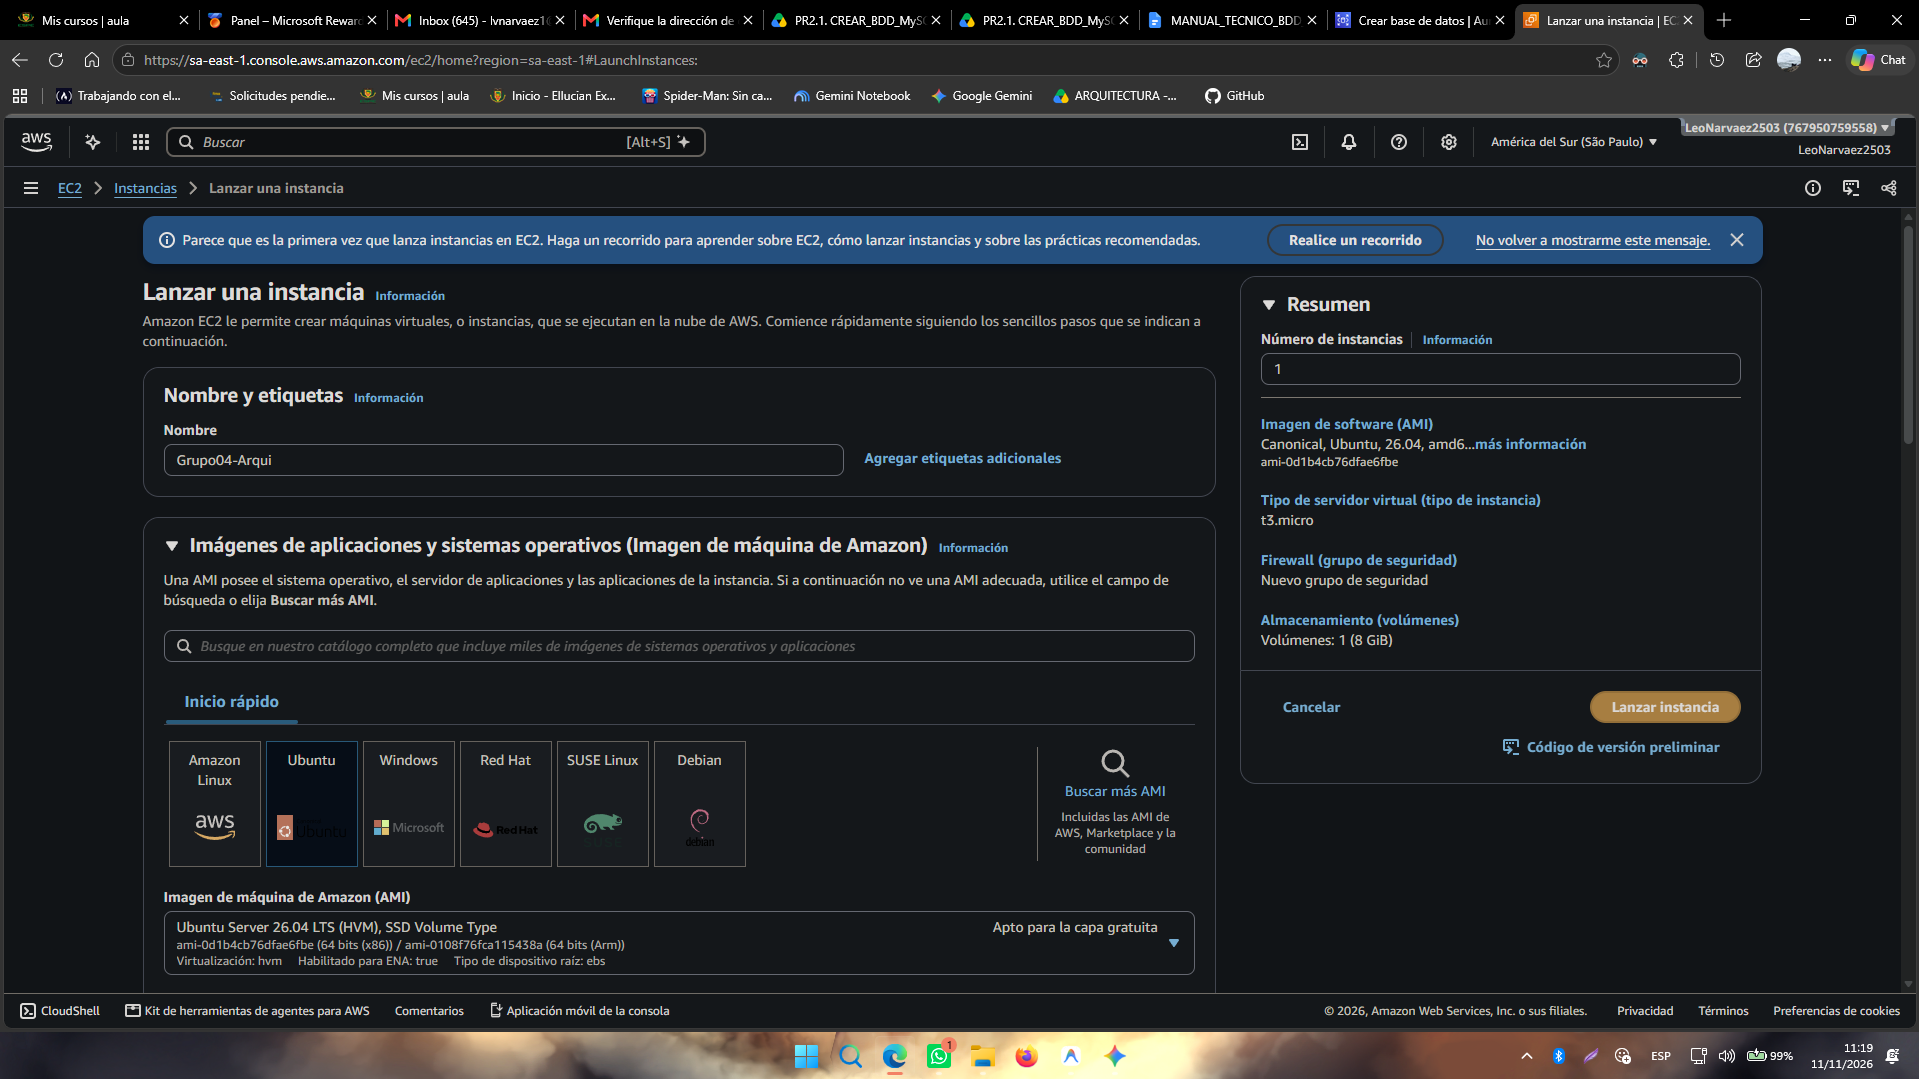 Mis cursos | aula
Panel – Microsoft Rewar
Inbox (645) - lvnarvaez1
Verifique la dirección de
PR2.1. CREAR_BDD_MyS
PR2.1. CREAR_BDD_MyS
MANUAL_TECNICO_BDD
Crear base de datos | Au
Lanzar una instancia | EC
https://sa-east-1.console.aws.amazon.com/ec2/home?region=sa-east-1#LaunchInstances:
Chat
Trabajando con el...
Solicitudes pendie...
Mis cursos | aula
Inicio - Ellucian Ex...
Spider-Man: Sin ca...
Gemini Notebook
Google Gemini
ARQUITECTURA -...
GitHub
aws
Buscar
[Alt+S]
América del Sur (São Paulo)
LeoNarvaez2503 (767950759558)
LeoNarvaez2503
EC2
Instancias
Lanzar una instancia
Parece que es la primera vez que lanza instancias en EC2. Haga un recorrido para aprender sobre EC2, cómo lanzar instancias y sobre las prácticas recomendadas.
Realice un recorrido
No volver a mostrarme este mensaje.
Lanzar una instancia
Información
Amazon EC2 le permite crear máquinas virtuales, o instancias, que se ejecutan en la nube de AWS. Comience rápidamente siguiendo los sencillos pasos que se indican a
continuación.
Nombre y etiquetas
Información
Nombre
Grupo04-Arqui
Agregar etiquetas adicionales
Imágenes de aplicaciones y sistemas operativos (Imagen de máquina de Amazon)
Información
Una AMI posee el sistema operativo, el servidor de aplicaciones y las aplicaciones de la instancia. Si a continuación no ve una AMI adecuada, utilice el campo de
búsqueda o elija Buscar más AMI.
Busque en nuestro catálogo completo que incluye miles de imágenes de sistemas operativos y aplicaciones
Inicio rápido
Amazon
Linux
aws
Ubuntu
Ubuntu
Windows
Microsoft
Red Hat
Red Hat
SUSE Linux
SUSE
Debian
debian
Buscar más AMI
Incluidas las AMI de
AWS, Marketplace y la
comunidad
Imagen de máquina de Amazon (AMI)
Ubuntu Server 26.04 LTS (HVM), SSD Volume Type
Apto para la capa gratuita
ami-0d1b4cb76dfae6fbe (64 bits (x86)) / ami-0108f76fca115438a (64 bits (Arm))
Virtualización: hvm
Habilitado para ENA: true
Tipo de dispositivo raíz: ebs
Resumen
Número de instancias
Información
1
Imagen de software (AMI)
Canonical, Ubuntu, 26.04, amd6...más información
ami-0d1b4cb76dfae6fbe
Tipo de servidor virtual (tipo de instancia)
t3.micro
Firewall (grupo de seguridad)
Nuevo grupo de seguridad
Almacenamiento (volúmenes)
Volúmenes: 1 (8 GiB)
Cancelar
Lanzar instancia
Código de versión preliminar
CloudShell
Kit de herramientas de agentes para AWS
Comentarios
Aplicación móvil de la consola
© 2026, Amazon Web Services, Inc. o sus filiales.
Privacidad
Términos
Preferencias de cookies
1
ESP
99%
11:19
11/11/2026